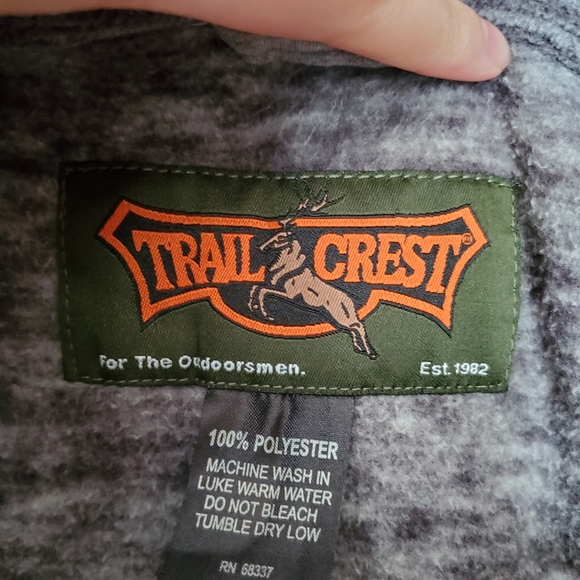 TRAIL CREST®
For The Outdoorsmen. Est. 1982
100% POLYESTER
MACHINE WASH IN
LUKE WARM WATER
DO NOT BLEACH
TUMBLE DRY LOW
RN 68337